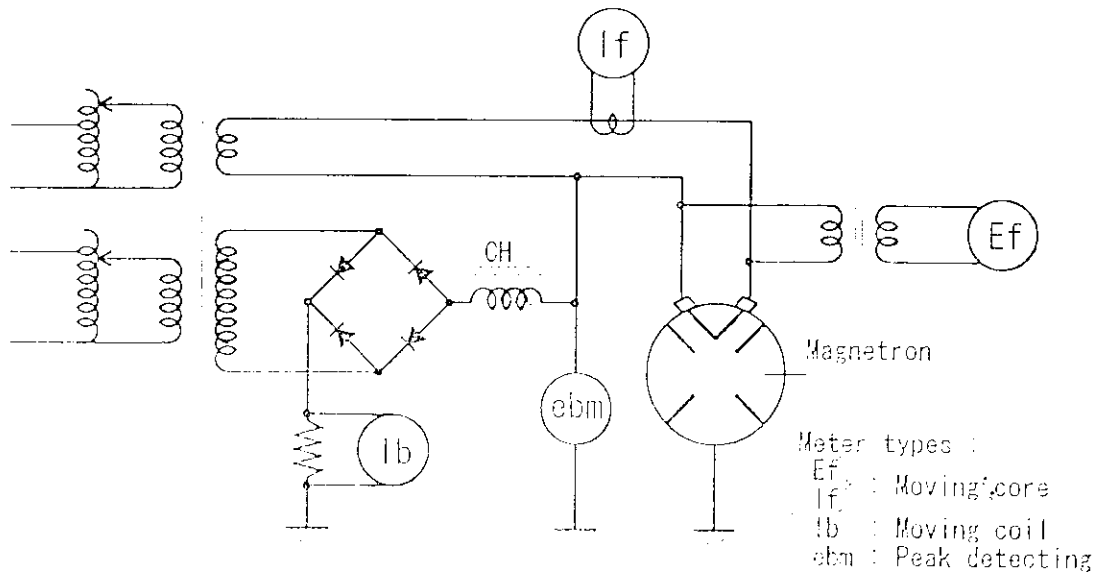 If
CH
Ef
Magnetron
ebm
Ib
Meter types :
Ef
If : Moving core
Ib : Moving coil
ebm : Peak detecting